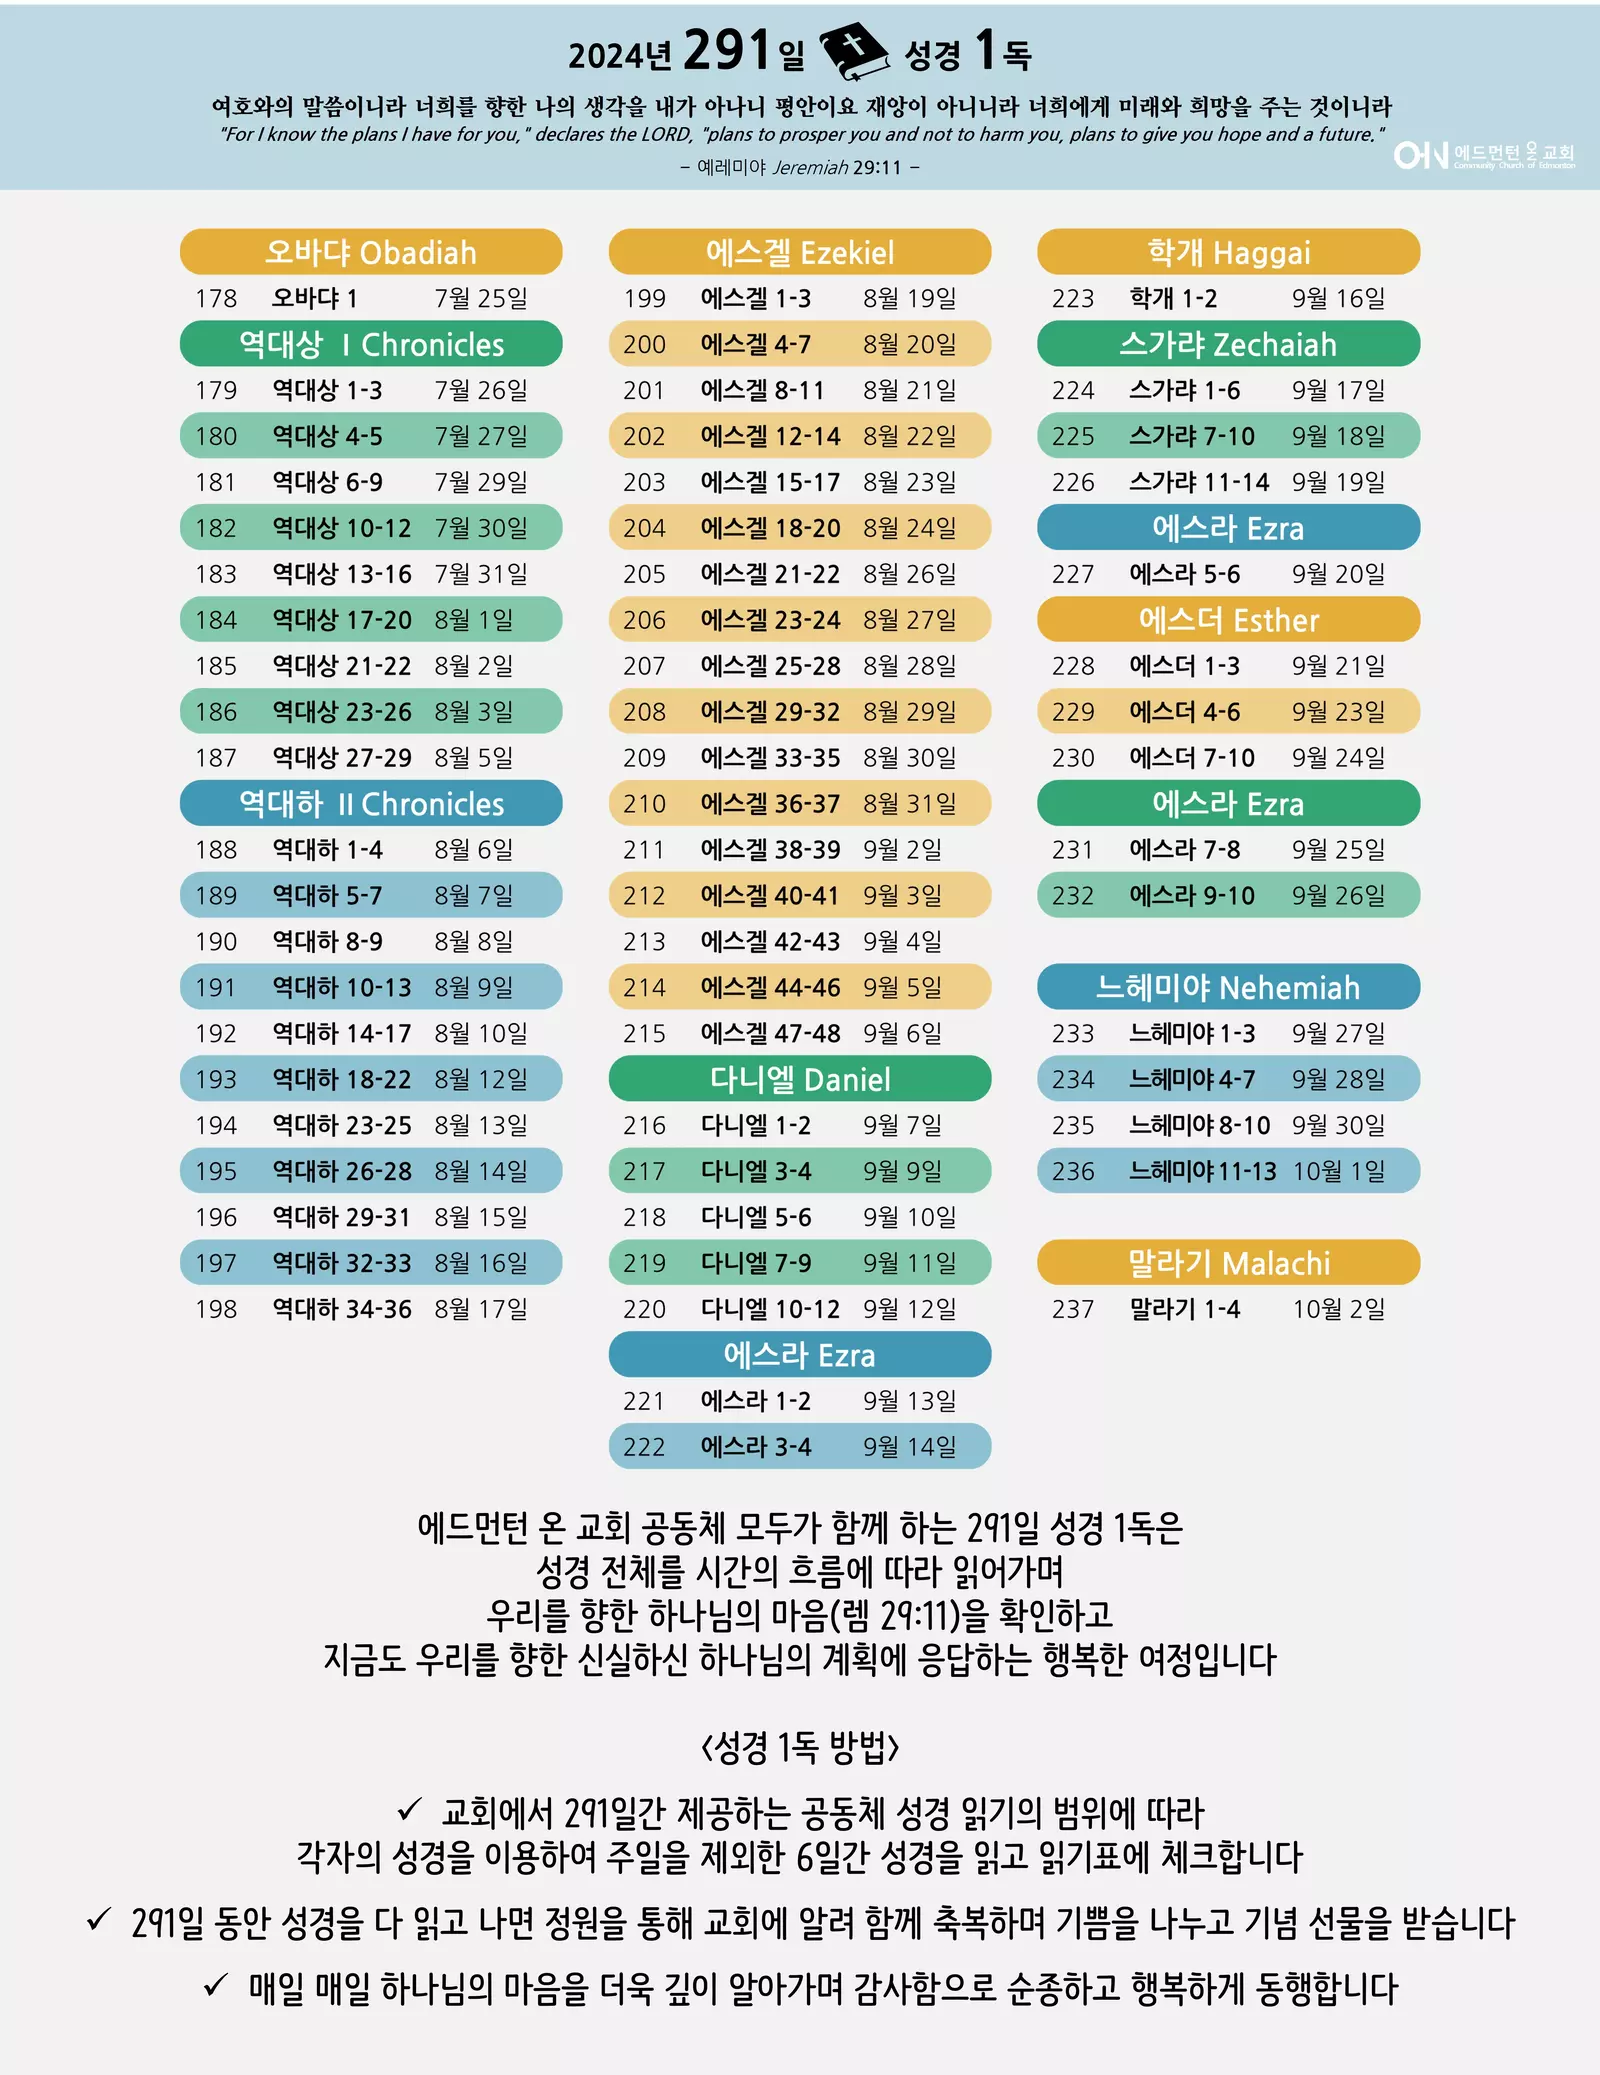 2024년 291일 성경 1독
여호와의 말씀이니라 너희를 향한 나의 생각을 내가 아나니 평안이요 재앙이 아니니라 너희에게 미래와 희망을 주는 것이니라
"For I know the plans I have for you," declares the LORD, "plans to prosper you and not to harm you, plans to give you hope and a future."
– 예레미야 Jeremiah 29:11 –
OHN 에드먼턴 온 교회
Community Church of Edmonton
오바댜 Obadiah
178 오바댜 1 7월 25일
역대상 Ⅰ Chronicles
179 역대상 1-3 7월 26일
180 역대상 4-5 7월 27일
181 역대상 6-9 7월 29일
182 역대상 10-12 7월 30일
183 역대상 13-16 7월 31일
184 역대상 17-20 8월 1일
185 역대상 21-22 8월 2일
186 역대상 23-26 8월 3일
187 역대상 27-29 8월 5일
역대하 Ⅱ Chronicles
188 역대하 1-4 8월 6일
189 역대하 5-7 8월 7일
190 역대하 8-9 8월 8일
191 역대하 10-13 8월 9일
192 역대하 14-17 8월 10일
193 역대하 18-22 8월 12일
194 역대하 23-25 8월 13일
195 역대하 26-28 8월 14일
196 역대하 29-31 8월 15일
197 역대하 32-33 8월 16일
198 역대하 34-36 8월 17일
에스겔 Ezekiel
199 에스겔 1-3 8월 19일
200 에스겔 4-7 8월 20일
201 에스겔 8-11 8월 21일
202 에스겔 12-14 8월 22일
203 에스겔 15-17 8월 23일
204 에스겔 18-20 8월 24일
205 에스겔 21-22 8월 26일
206 에스겔 23-24 8월 27일
207 에스겔 25-28 8월 28일
208 에스겔 29-32 8월 29일
209 에스겔 33-35 8월 30일
210 에스겔 36-37 8월 31일
211 에스겔 38-39 9월 2일
212 에스겔 40-41 9월 3일
213 에스겔 42-43 9월 4일
214 에스겔 44-46 9월 5일
215 에스겔 47-48 9월 6일
다니엘 Daniel
216 다니엘 1-2 9월 7일
217 다니엘 3-4 9월 9일
218 다니엘 5-6 9월 10일
219 다니엘 7-9 9월 11일
220 다니엘 10-12 9월 12일
에스라 Ezra
221 에스라 1-2 9월 13일
222 에스라 3-4 9월 14일
학개 Haggai
223 학개 1-2 9월 16일
스가랴 Zechaiah
224 스가랴 1-6 9월 17일
225 스가랴 7-10 9월 18일
226 스가랴 11-14 9월 19일
에스라 Ezra
227 에스라 5-6 9월 20일
에스더 Esther
228 에스더 1-3 9월 21일
229 에스더 4-6 9월 23일
230 에스더 7-10 9월 24일
에스라 Ezra
231 에스라 7-8 9월 25일
232 에스라 9-10 9월 26일
느헤미야 Nehemiah
233 느헤미야 1-3 9월 27일
234 느헤미야 4-7 9월 28일
235 느헤미야 8-10 9월 30일
236 느헤미야 11-13 10월 1일
말라기 Malachi
237 말라기 1-4 10월 2일
에드먼턴 온 교회 공동체 모두가 함께 하는 291일 성경 1독은
성경 전체를 시간의 흐름에 따라 읽어가며
우리를 향한 하나님의 마음(렘 29:11)을 확인하고
지금도 우리를 향한 신실하신 하나님의 계획에 응답하는 행복한 여정입니다
<성경 1독 방법>
✓ 교회에서 291일간 제공하는 공동체 성경 읽기의 범위에 따라
각자의 성경을 이용하여 주일을 제외한 6일간 성경을 읽고 읽기표에 체크합니다
✓ 291일 동안 성경을 다 읽고 나면 정원을 통해 교회에 알려 함께 축복하며 기쁨을 나누고 기념 선물을 받습니다
✓ 매일 매일 하나님의 마음을 더욱 깊이 알아가며 감사함으로 순종하고 행복하게 동행합니다